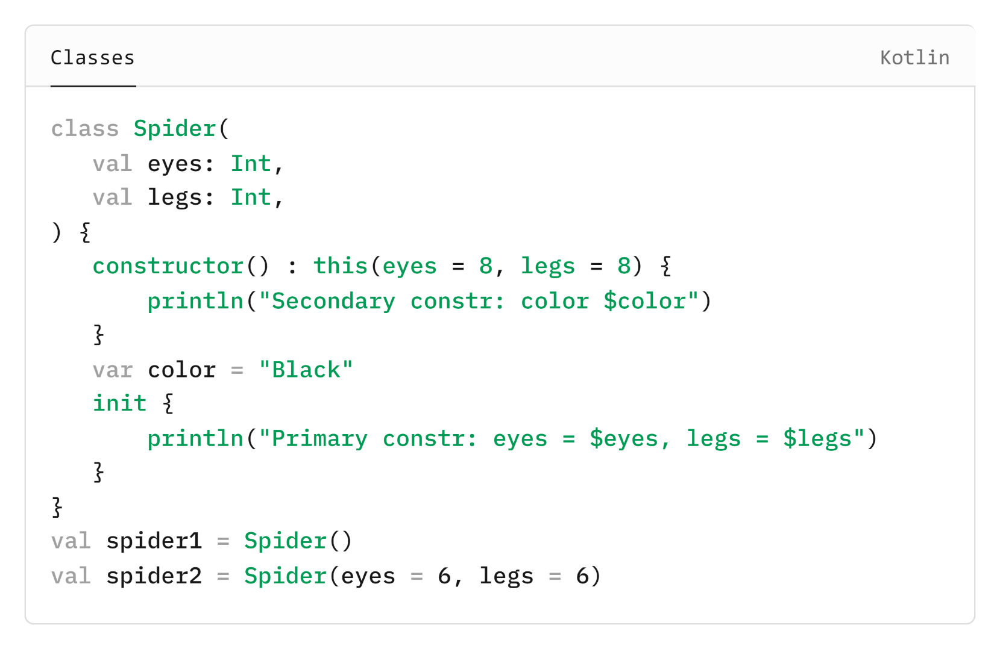 Classes
Kotlin
class Spider(
   val eyes: Int,
   val legs: Int,
) {
   constructor() : this(eyes = 8, legs = 8) {
       println("Secondary constr: color $color")
   }
   var color = "Black"
   init {
       println("Primary constr: eyes = $eyes, legs = $legs")
   }
}
val spider1 = Spider()
val spider2 = Spider(eyes = 6, legs = 6)